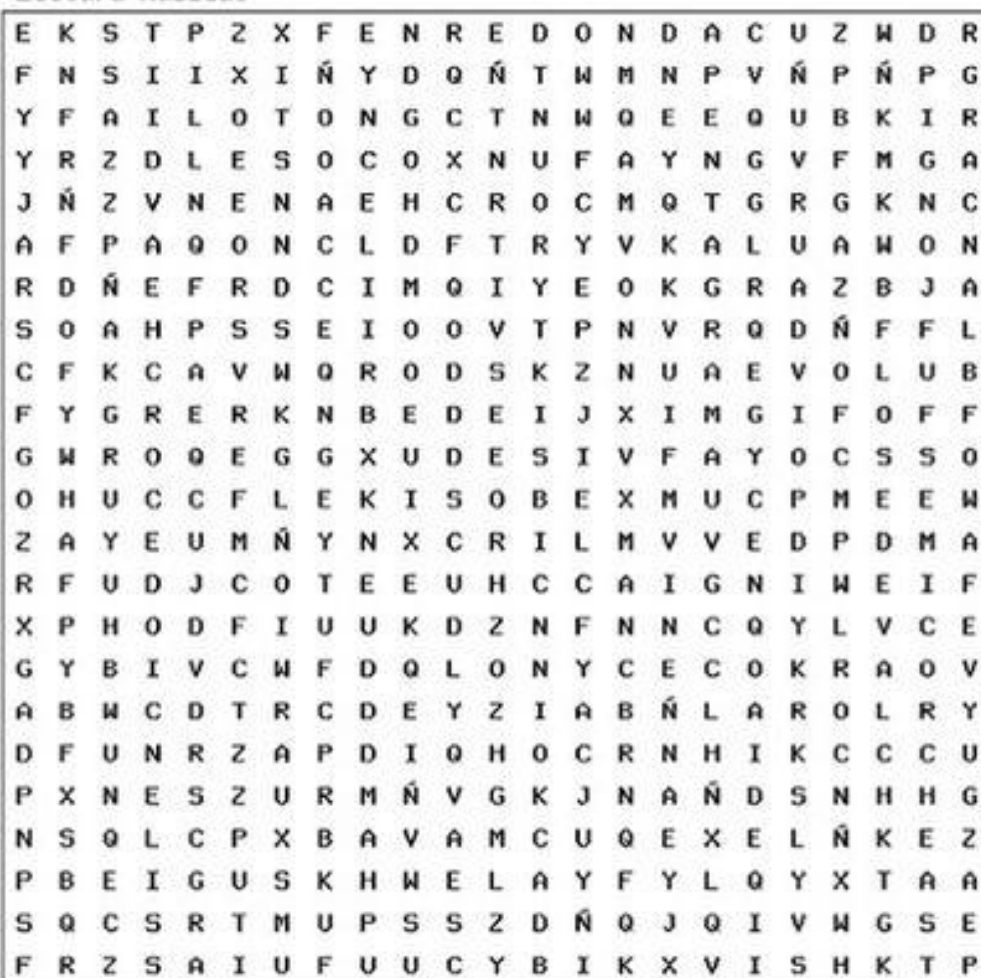 E K S T P Z X F E N R E D O N D A C U Z W D R
F N S I I X I Ñ Y D Q Ñ T W M N P V Ñ P Ñ P G
Y F A I L O T O N G C T N W Q E E Q U B K I R
Y R Z D L E S O C O X N U F A Y N G V F M G A
J Ñ Z V N E N A E H C R O C M Q T G R G K N C
A F P A Q O N C L D F T R Y V K A L U A W O N
R D Ñ E F R D C I M Q I Y E O K G R A Z B J A
S O A H P S S E I O O V T P N V R Q D Ñ F F L
C F K C A V W Q R O D S K Z N U A E V O L U B
F Y G R E R K N B E D E I J X I M G I F O F F
G W R O Q E G G X U D E S I V F A Y O C S S O
O H U C C F L E K I S O B E X M U C P M E E W
Z A Y E U M Ñ Y N X C R I L M V V E D P D M A
R F U D J C O T E E U H C C A I G N I W E I F
X P H O D F I U U K D Z N F N N C Q Y L V C E
G Y B I V C W F D Q L O N Y C E C O K R A O V
A B W C D T R C D E Y Z I A B Ñ L A R O L R Y
D F U N R Z A P D I Q H O C R N H I K C C C U
P X N E S Z U R M Ñ V G K J N A Ñ D S N H H G
N S Q L C P X B A V A M C U Q E X E L Ñ K E Z
P B E I G U S K H W E L A Y F Y L Q Y X T A A
S Q C S R T M U P S S Z D Ñ Q J Q I V W G S E
F R Z S A I U F U U C Y B I K X V I S H K T P